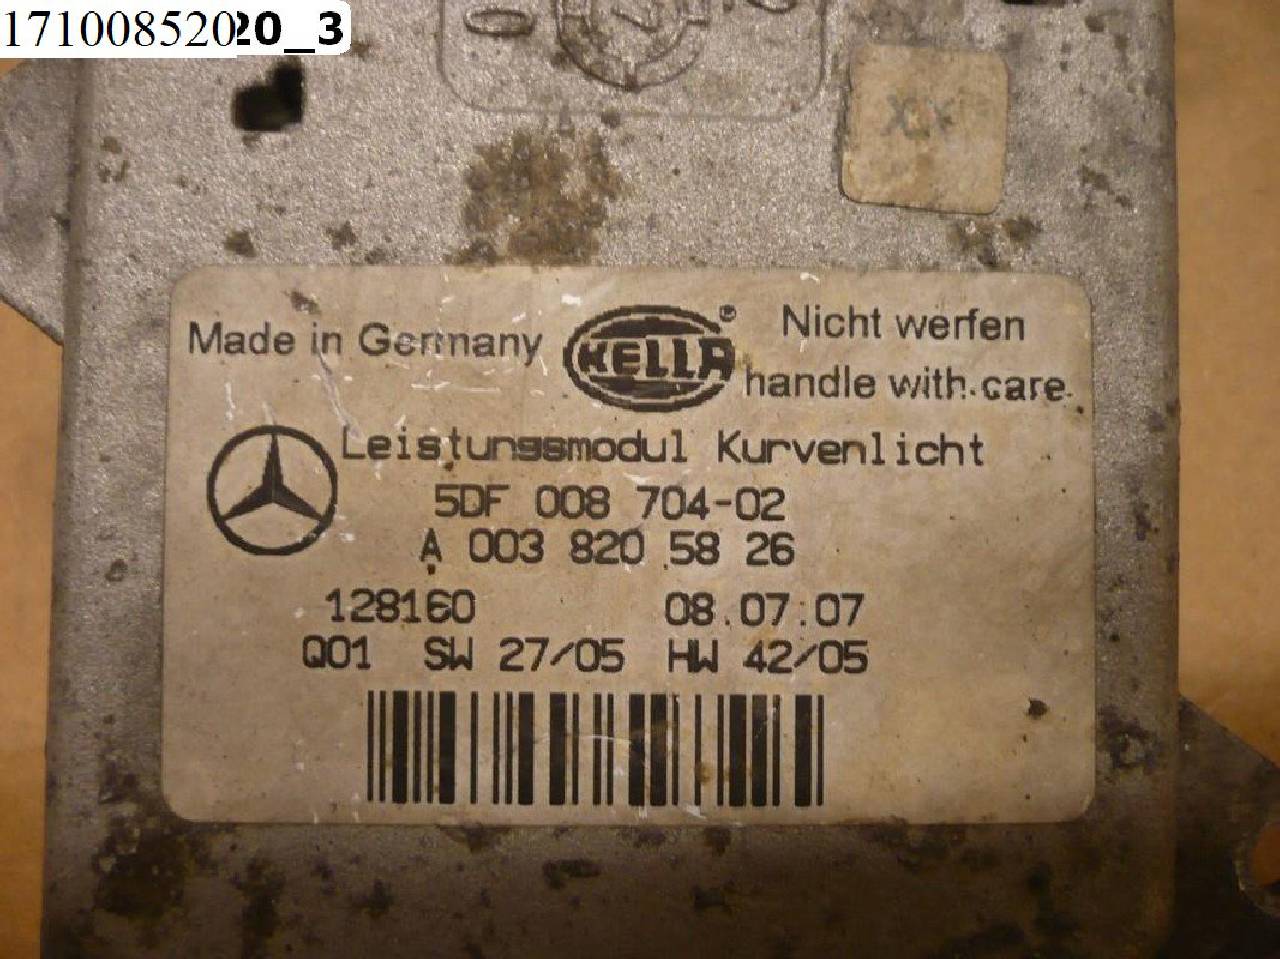 17100852020_3
XX
Made in Germany
HELLA®
Nicht werfen
handle with care
Leistungsmodul Kurvenlicht
5DF 008 704-02
A 003 820 58 26
128160 08.07.07
Q01 SW 27/05 HW 42/05